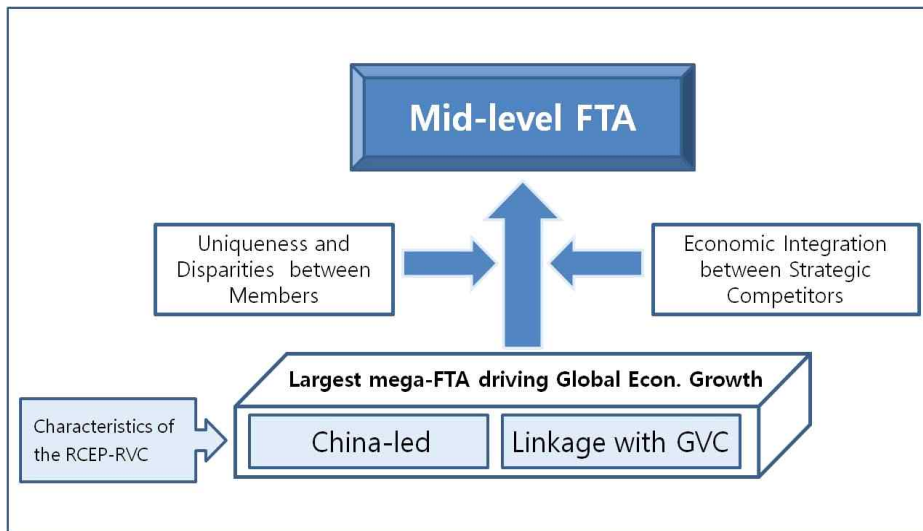 Mid-level FTA
Uniqueness and
Disparities between
Members
Economic Integration
between Strategic
Competitors
Largest mega-FTA driving Global Econ. Growth
Characteristics of
the RCEP-RVC
China-led
Linkage with GVC